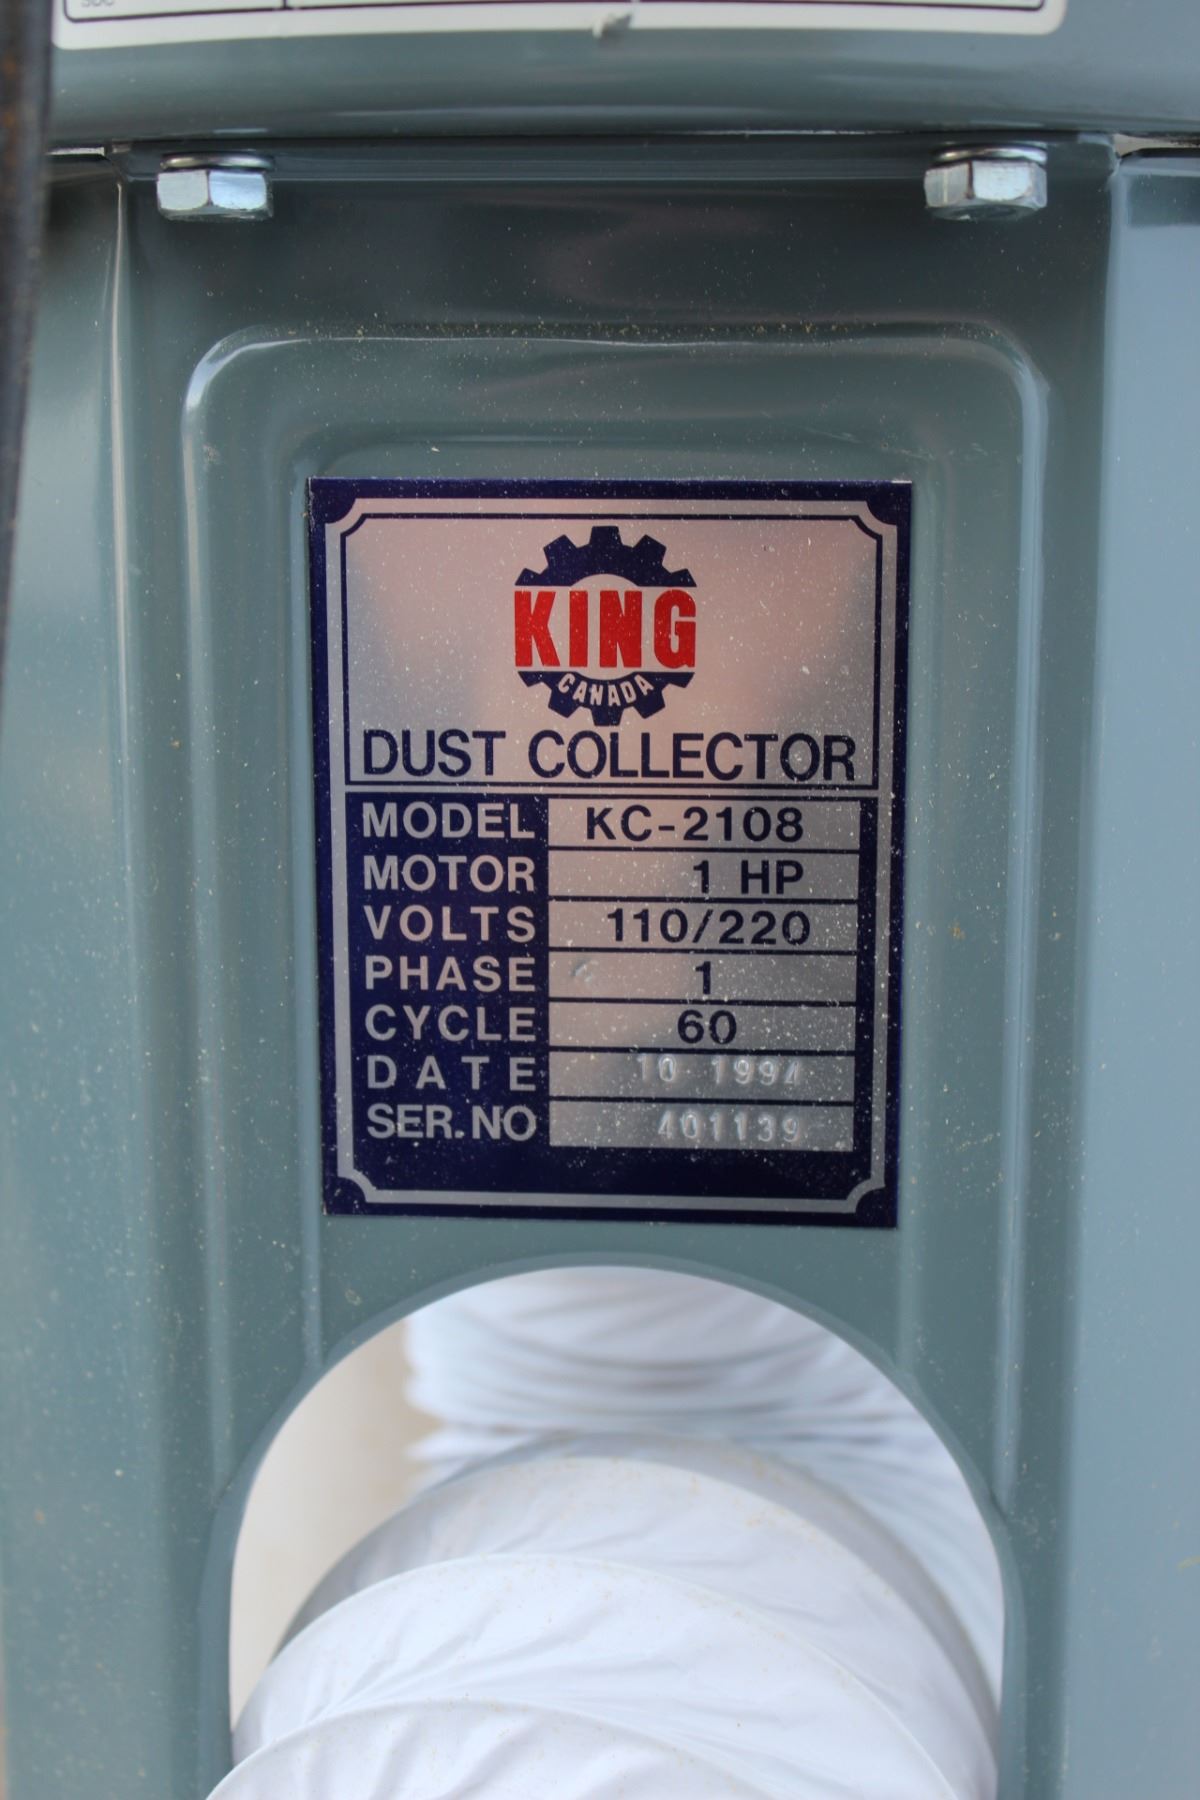 KING
CANADA
DUST COLLECTOR
MODEL KC-2108
MOTOR 1 HP
VOLTS 110/220
PHASE 1
CYCLE 60
DATE 10 1994
SER.NO 401139